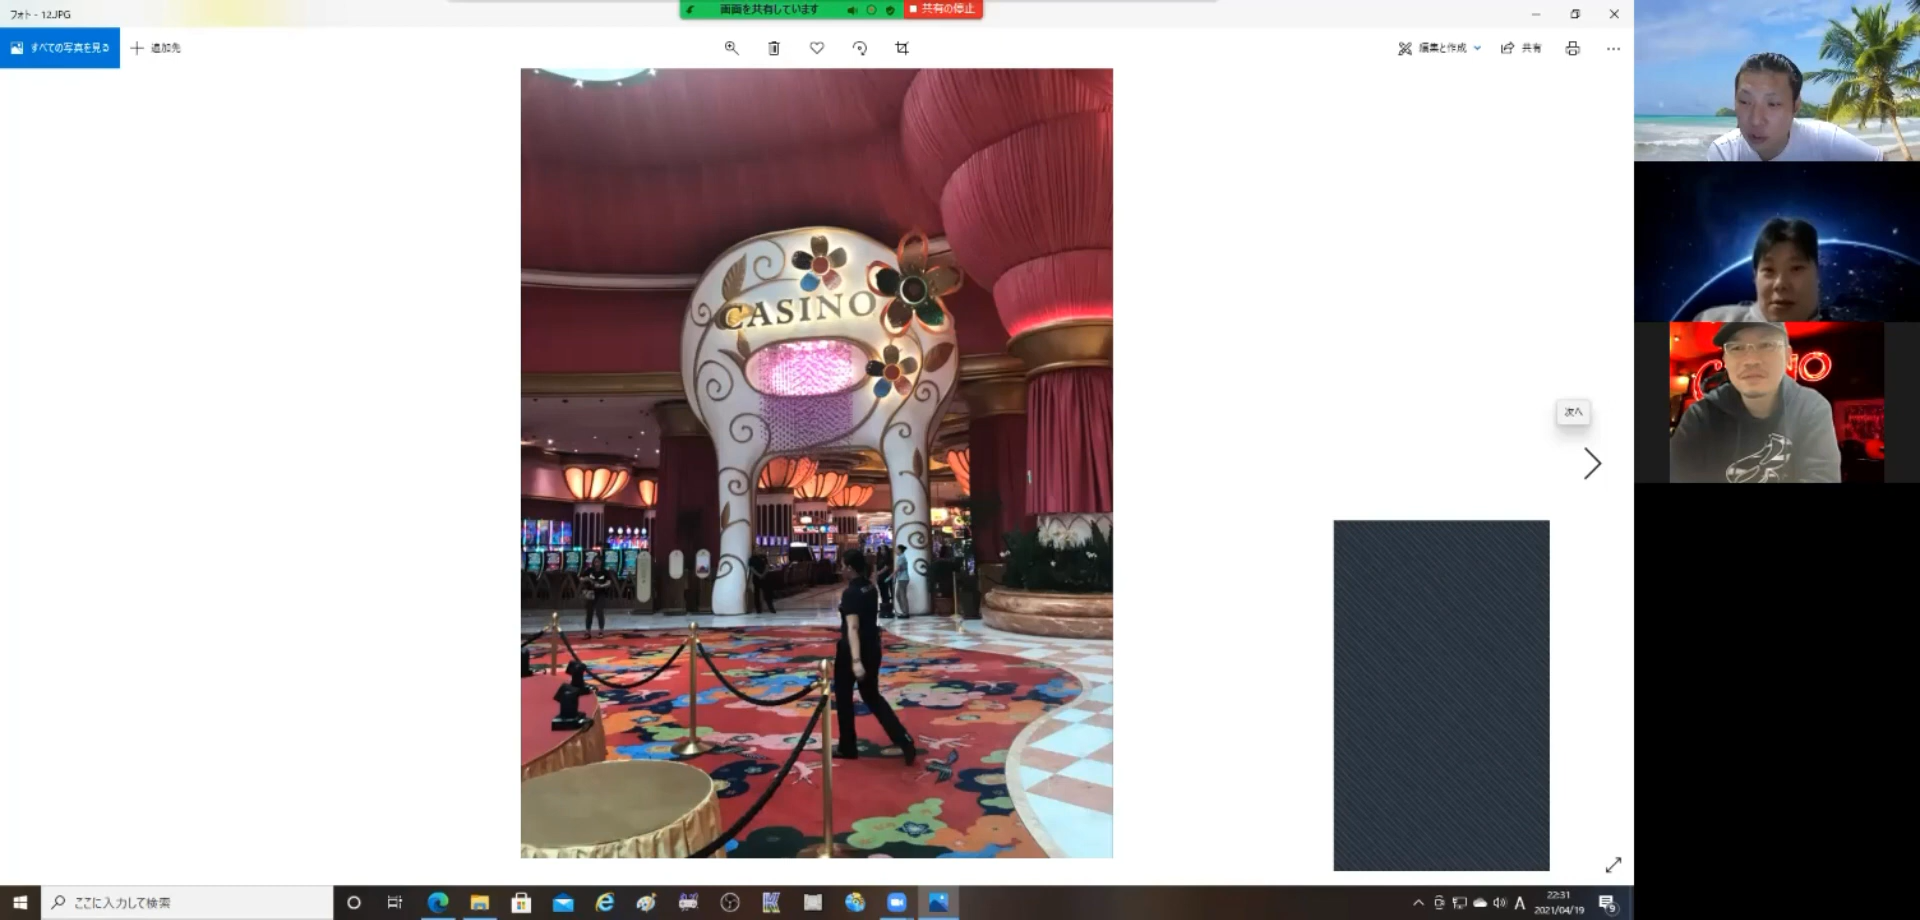 フォト - 12.JPG
画面を共有しています
共有の停止
すべての写真を見る
追加先
編集と作成
共有
CASINO
次へ
ここに入力して検索
A
22:31
2021/04/19
9